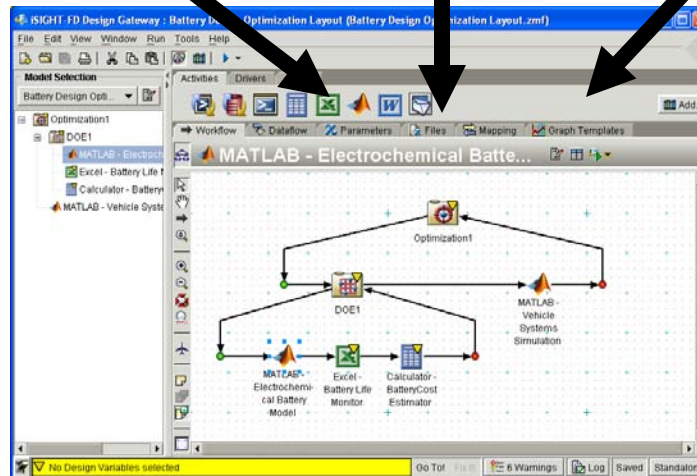 iSIGHT-FD Design Gateway : Battery Design Optimization Layout (Battery Design Optimization Layout.zmf)
File Edit View Window Run Tools Help
Model Selection
Activities Drivers
Battery Design Opti...
Add
Optimization1
DOE1
MATLAB - Electroch
Excel - Battery Life
Calculator - Battery
MATLAB - Vehicle Syste
Workflow Dataflow Parameters Files Mapping Graph Templates
MATLAB - Electrochemical Batte...
Optimization1
DOE1
MATLAB -
Vehicle
Systems
Simulation
MATLAB -
Electrochemi-
cal Battery
Model
Excel -
Battery Life
Monitor
Calculator -
BatteryCost
Estimator
No Design Variables selected
Go To! 6 Warnings Log Saved Standalo